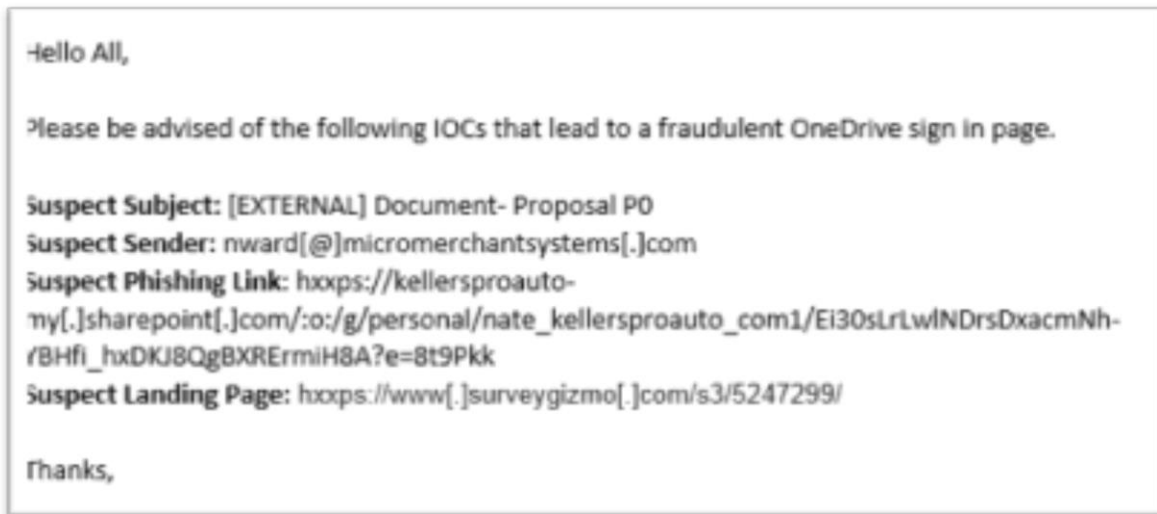 Hello All,
Please be advised of the following IOCs that lead to a fraudulent OneDrive sign in page.
Suspect Subject: [EXTERNAL] Document- Proposal P0
Suspect Sender: nward[@]micromerchantsystems[.]com
Suspect Phishing Link: hxxps://kellersproauto-
my[.]sharepoint[.]com/:o:/g/personal/nate_kellersproauto_com1/Ei30sLrLwlNDrsDxacmNh-
YBHfi_hxDKJ8QgBXRErmiH8A?e=8t9Pkk
Suspect Landing Page: hxxps://www[.]surveygizmo[.]com/s3/5247299/
Thanks,